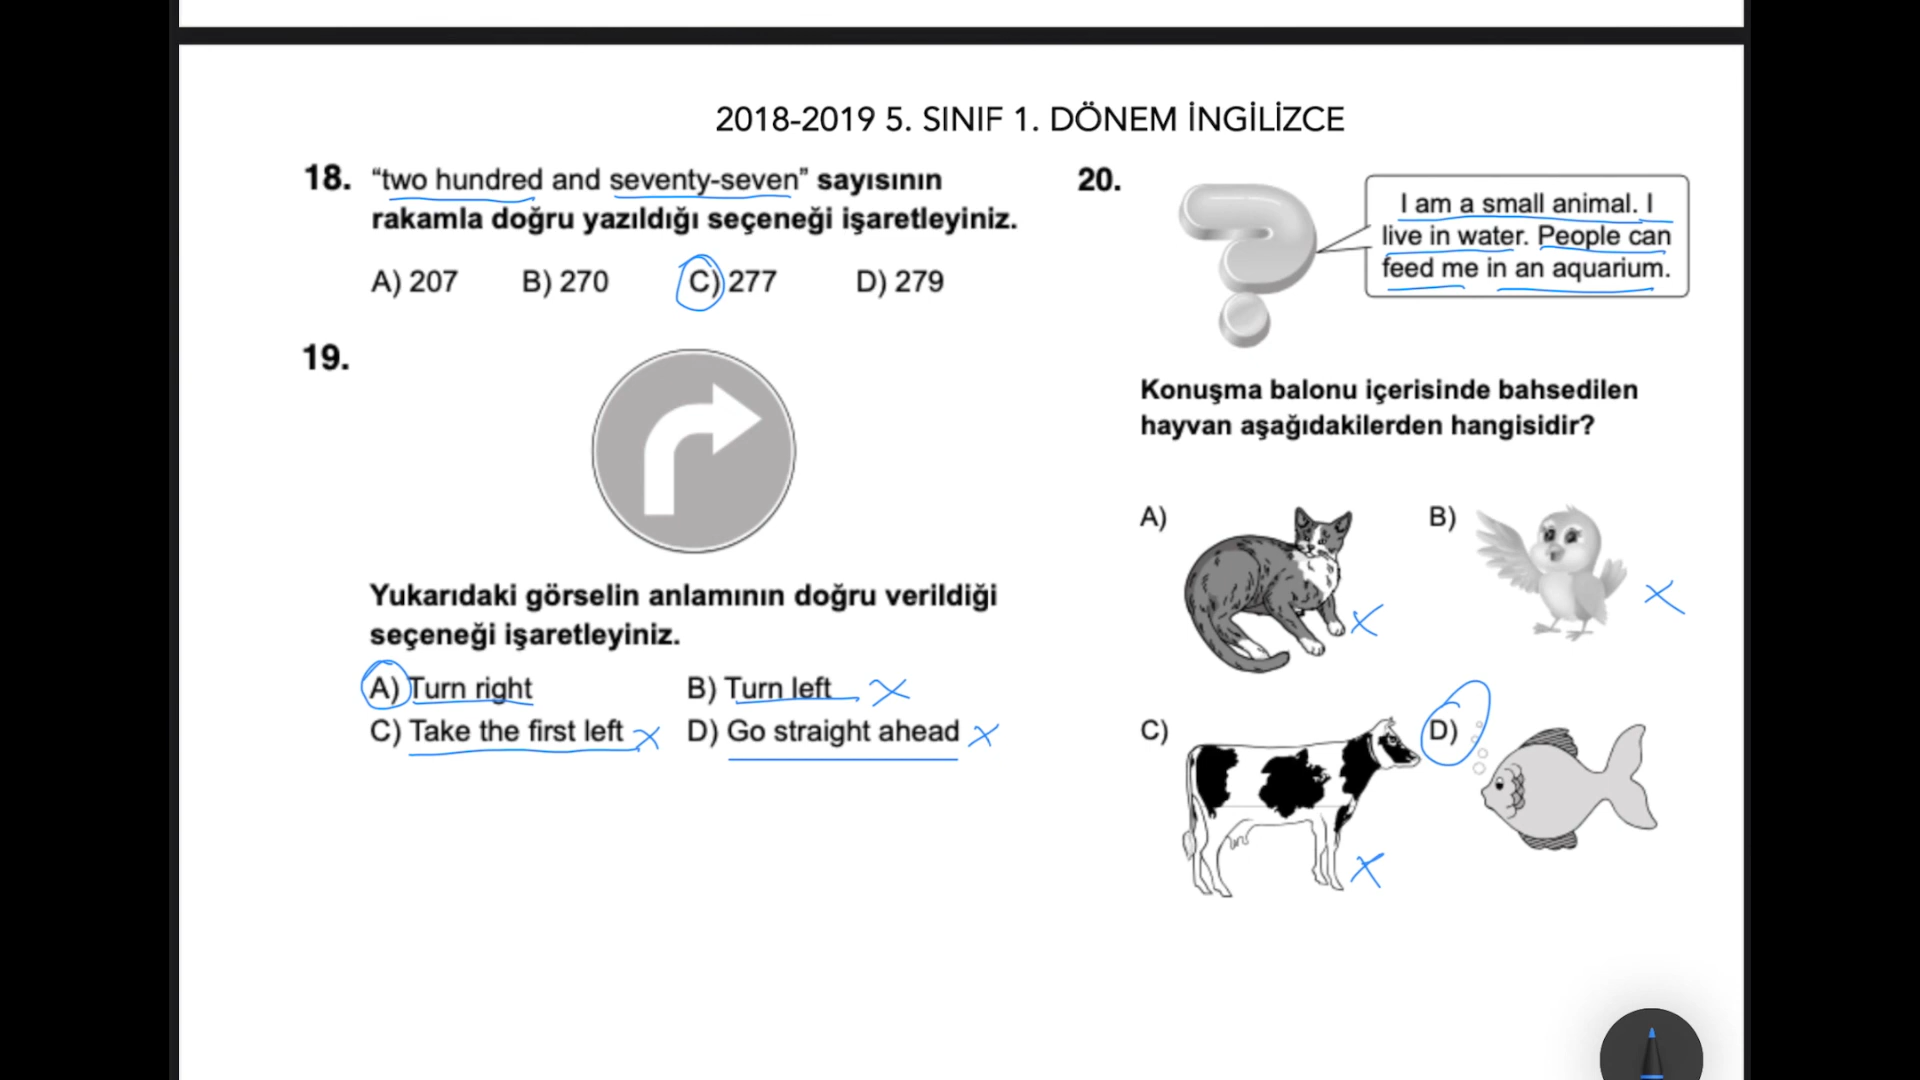 2018-2019 5. SINIF 1. DÖNEM İNGİLİZCE
18. “two hundred and seventy-seven” sayısının
rakamla doğru yazıldığı seçeneği işaretleyiniz.
A) 207 B) 270 C) 277 D) 279
19.
Yukarıdaki görselin anlamının doğru verildiği
seçeneği işaretleyiniz.
A) Turn right B) Turn left
C) Take the first left D) Go straight ahead
20.
I am a small animal. I
live in water. People can
feed me in an aquarium.
Konuşma balonu içerisinde bahsedilen
hayvan aşağıdakilerden hangisidir?
A) B)
C) D)